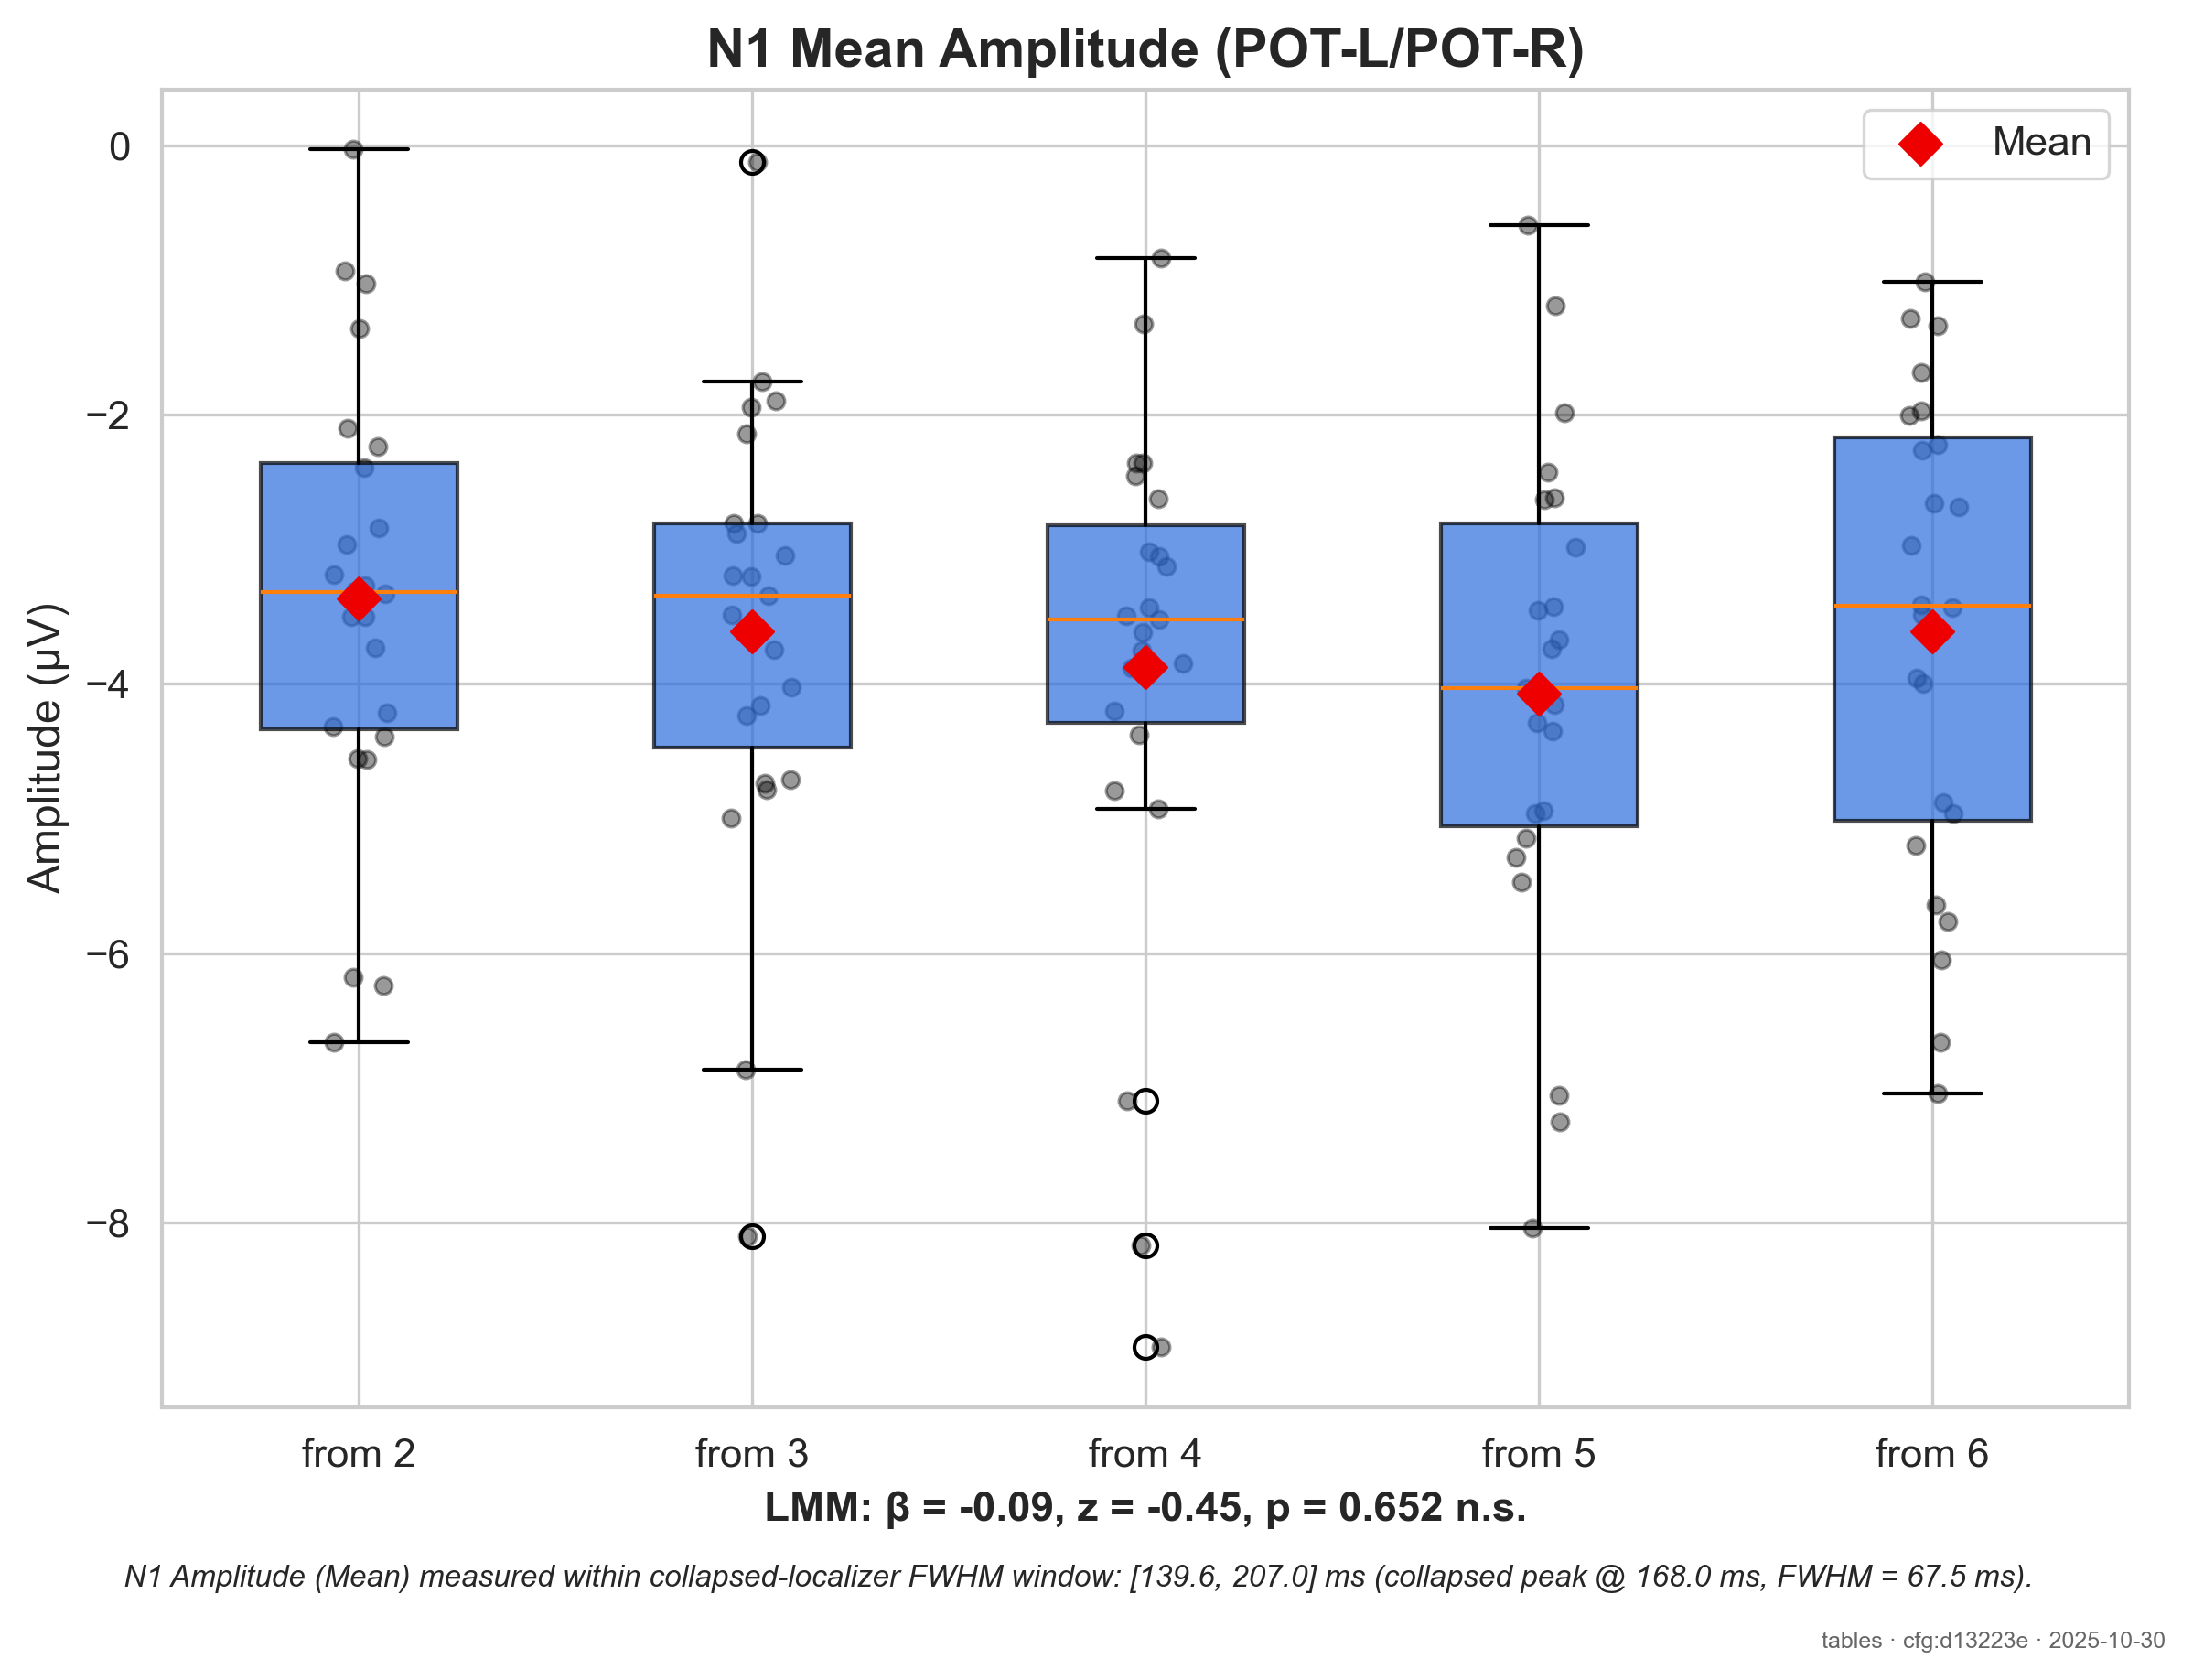 N1 Mean Amplitude (POT-L/POT-R)
Mean
0
−2
−4
−6
−8
Amplitude (µV)
from 2
from 3
from 4
from 5
from 6
LMM: β = -0.09, z = -0.45, p = 0.652 n.s.
N1 Amplitude (Mean) measured within collapsed-localizer FWHM window: [139.6, 207.0] ms (collapsed peak @ 168.0 ms, FWHM = 67.5 ms).
tables · cfg:d13223e · 2025-10-30